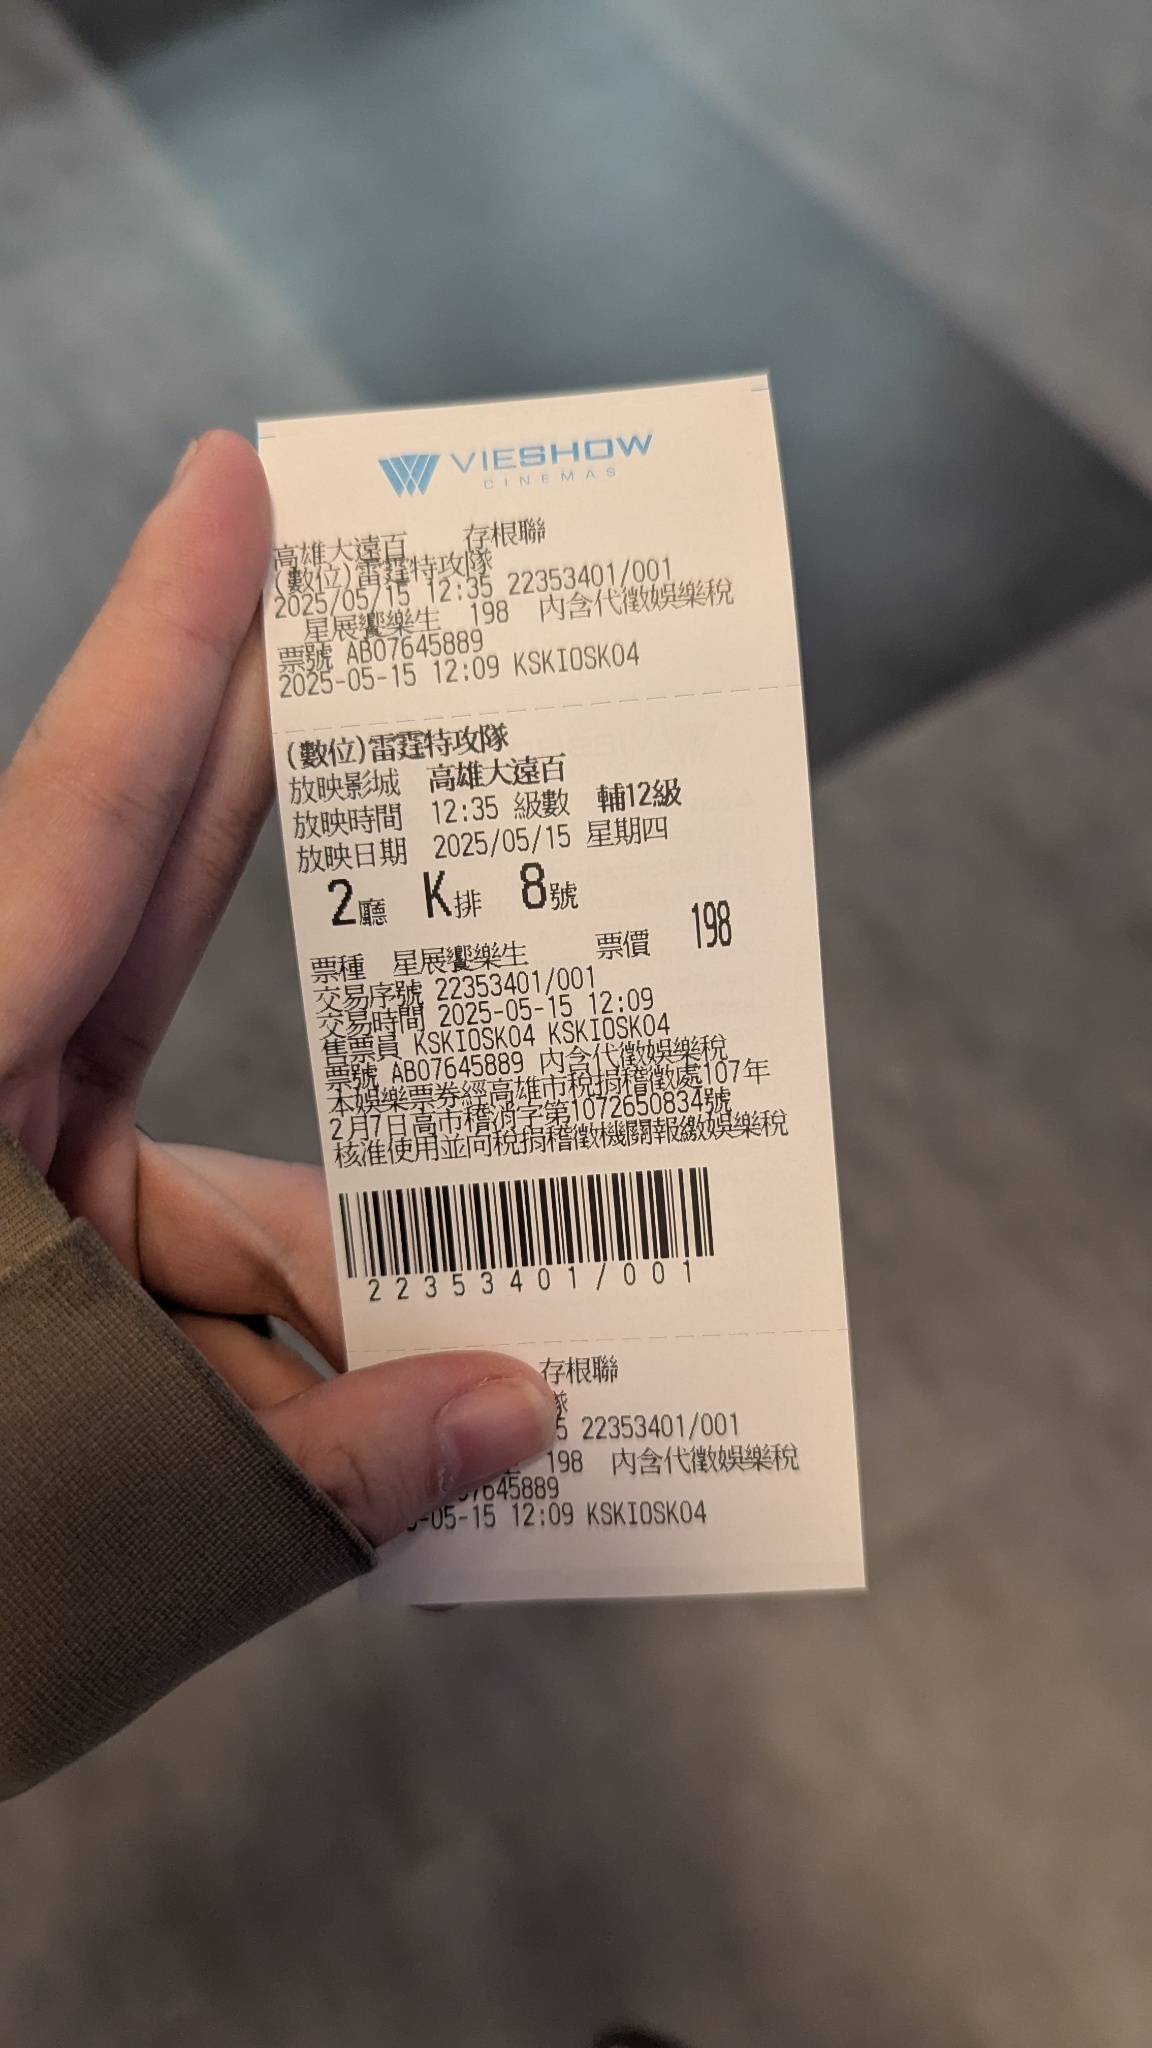 VIESHOW
CINEMAS
高雄大遠百 存根聯
(數位)雷霆特攻隊
2025/05/15 12:35 22353401/001
星展饗樂生 198 內含代徵娛樂稅
票號 AB07645889
2025-05-15 12:09 KSKIOSK04
(數位)雷霆特攻隊
放映影城 高雄大遠百
放映時間 12:35 級數 輔12級
放映日期 2025/05/15 星期四
2廳 K排 8號
票種 星展饗樂生 票價 198
交易序號 22353401/001
交易時間 2025-05-15 12:09
售票員 KSKIOSK04 KSKIOSK04
票號 AB07645889 內含代徵娛樂稅
本娛樂票券經高雄市稅捐稽徵處107年
2月7日高市稽消字第1072650834號
核准使用並向稅捐稽徵機關報繳娛樂稅
22353401/001
存根聯
隊
5 22353401/001
198 內含代徵娛樂稅
7645889
-05-15 12:09 KSKIOSK04